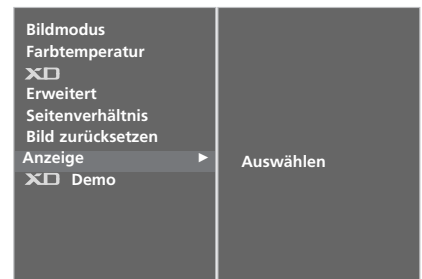 Bildmodus
Farbtemperatur
XD
Erweitert
Seitenverhältnis
Bild zurücksetzen
Anzeige ►
XD Demo
Auswählen